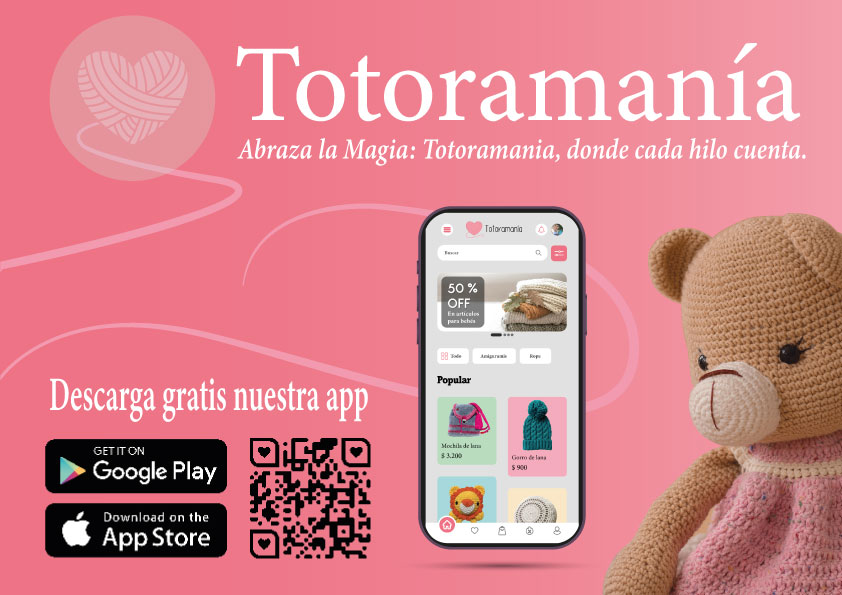 Totoramanía
Abraza la Magia: Totoramania, donde cada hilo cuenta.
Totoramania
Buscar
50 %
OFF
En artículos
para bebés
Todo
Amigurumis
Ropa
Popular
Mochila de lana
$ 3.200
Gorro de lana
$ 900
Descarga gratis nuestra app
GET IT ON
Google Play
Download on the
App Store